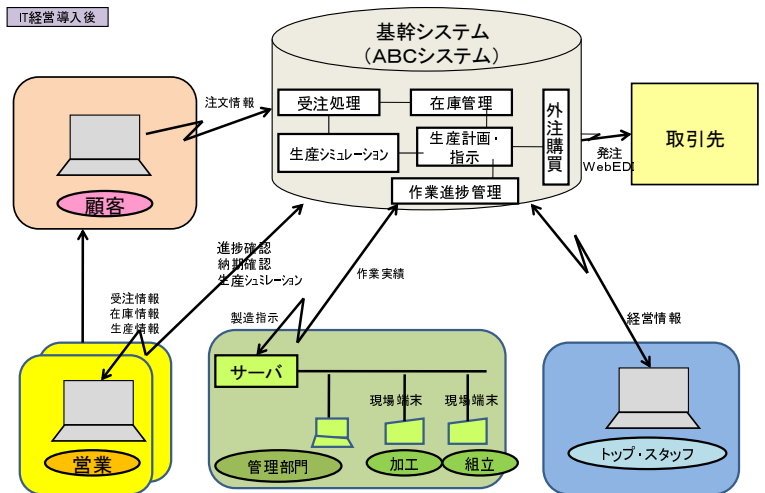 IT経営導入後
基幹システム
（ABCシステム）
受注処理
在庫管理
外注購買
生産シミュレーション
生産計画・
指示
作業進捗管理
注文情報
発注
WebEDI
取引先
顧客
進捗確認
納期確認
生産シュミレーション
作業実績
受注情報
在庫情報
生産情報
製造指示
経営情報
サーバ
現場端末
現場端末
営業
管理部門
加工
組立
トップ・スタッフ